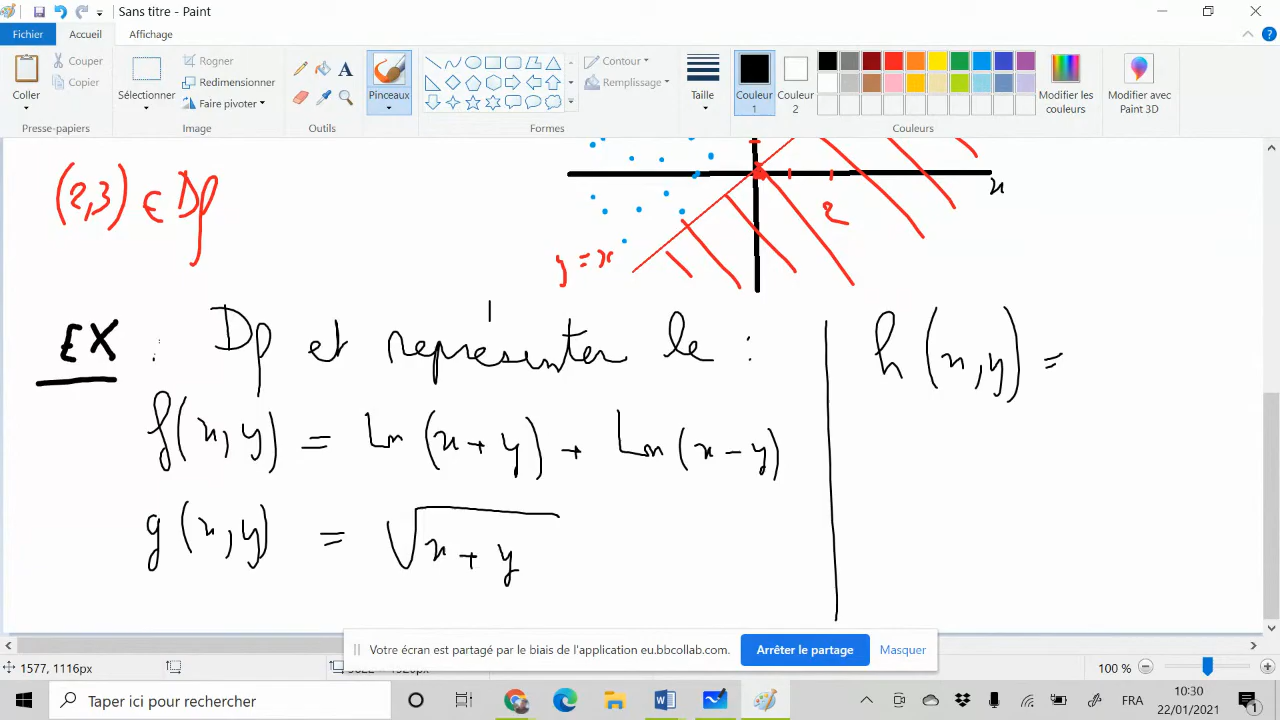 Sans titre - Paint
Fichier Accueil Affichage
Coller
Couper
Copier
Presse-papiers
Sélectionner
Rogner
Redimensionner
Faire pivoter
Image
Outils
Pinceaux
Formes
Contour
Remplissage
Taille
Couleur 1
Couleur 2
Modifier les couleurs
Couleurs
Modifier avec Paint 3D
(2,3) ∈ Df
x
2
y = x
EX : Df et représenter le :
f(x,y) = Ln(x+y) + Ln(x-y)
g(x,y) = √x+y
h(x,y) =
Votre écran est partagé par le biais de l'application eu.bbcollab.com.
Arrêter le partage
Masquer
1577, 1116px
100 %
Taper ici pour rechercher
FRA
10:30
22/01/2021
1